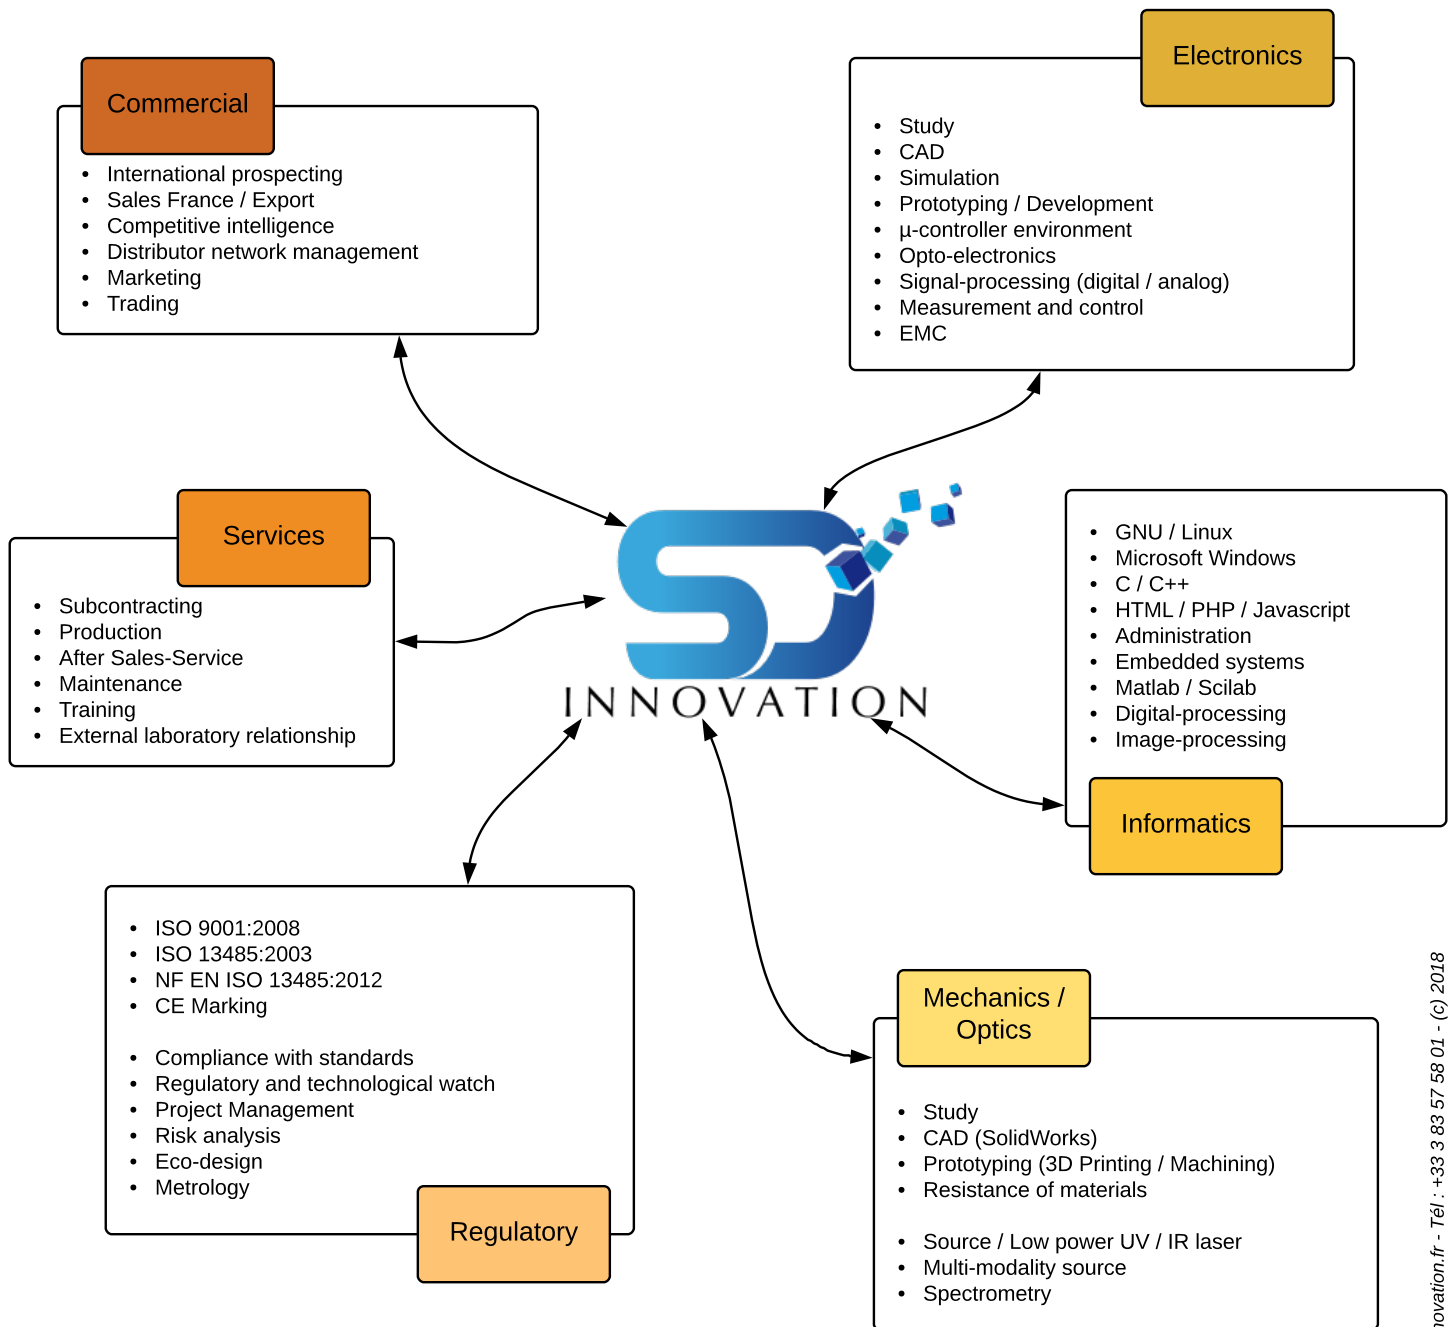 Commercial
• International prospecting
• Sales France / Export
• Competitive intelligence
• Distributor network management
• Marketing
• Trading
Electronics
• Study
• CAD
• Simulation
• Prototyping / Development
• µ-controller environment
• Opto-electronics
• Signal-processing (digital / analog)
• Measurement and control
• EMC
Services
• Subcontracting
• Production
• After Sales-Service
• Maintenance
• Training
• External laboratory relationship
SD
INNOVATION
• GNU / Linux
• Microsoft Windows
• C / C++
• HTML / PHP / Javascript
• Administration
• Embedded systems
• Matlab / Scilab
• Digital-processing
• Image-processing
Informatics
• ISO 9001:2008
• ISO 13485:2003
• NF EN ISO 13485:2012
• CE Marking
• Compliance with standards
• Regulatory and technological watch
• Project Management
• Risk analysis
• Eco-design
• Metrology
Regulatory
Mechanics /
Optics
• Study
• CAD (SolidWorks)
• Prototyping (3D Printing / Machining)
• Resistance of materials
• Source / Low power UV / IR laser
• Multi-modality source
• Spectrometry
novation.fr - Tél : +33 3 83 57 58 01 - (c) 2018